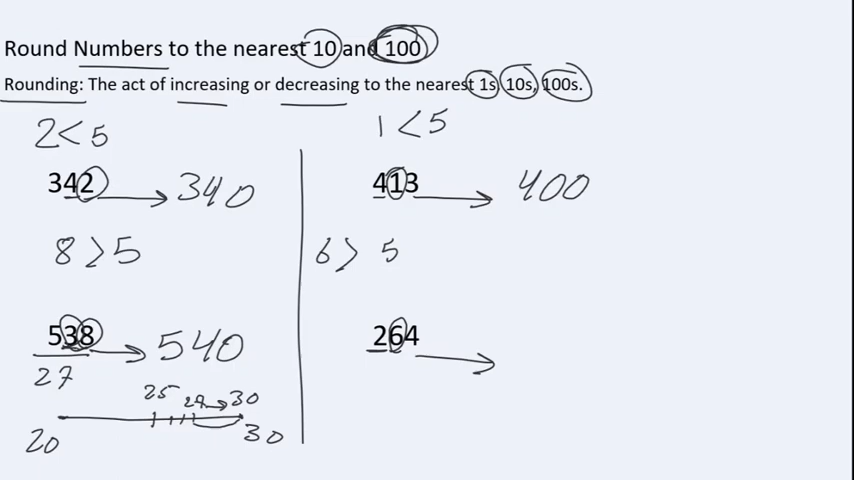 Round Numbers to the nearest 10 and 100
Rounding: The act of increasing or decreasing to the nearest 1s, 10s, 100s.
2 < 5
342 → 340
8 > 5
538 → 540
27
25 27 → 30
20 30
1 < 5
413 → 400
6 > 5
264 →